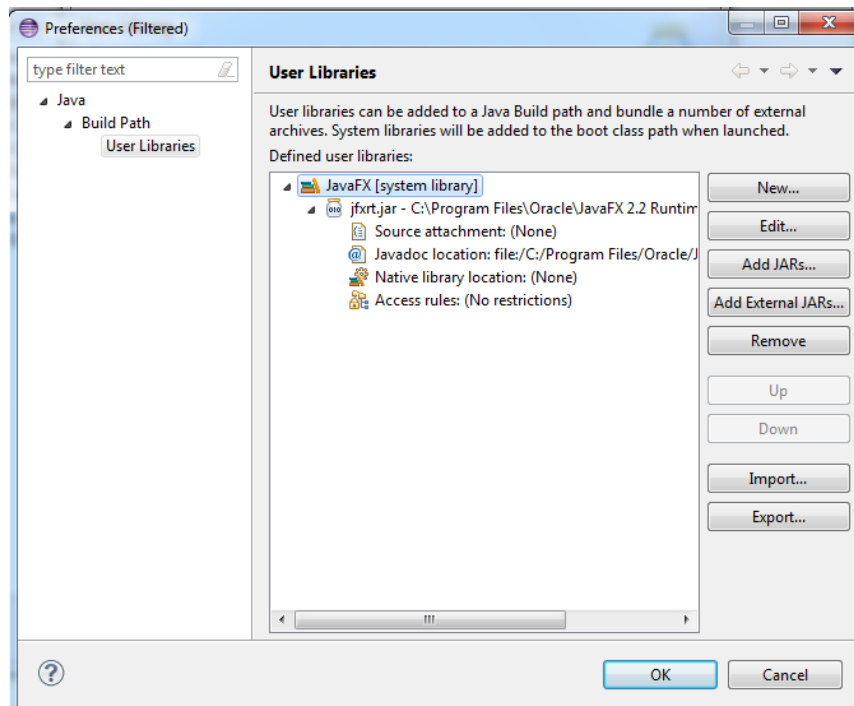 Preferences (Filtered)
type filter text
Java
Build Path
User Libraries
User Libraries
User libraries can be added to a Java Build path and bundle a number of external
archives. System libraries will be added to the boot class path when launched.
Defined user libraries:
JavaFX [system library]
jfxrt.jar - C:\Program Files\Oracle\JavaFX 2.2 Runtim
Source attachment: (None)
Javadoc location: file:/C:/Program Files/Oracle/J
Native library location: (None)
Access rules: (No restrictions)
New...
Edit...
Add JARs...
Add External JARs...
Remove
Up
Down
Import...
Export...
OK
Cancel